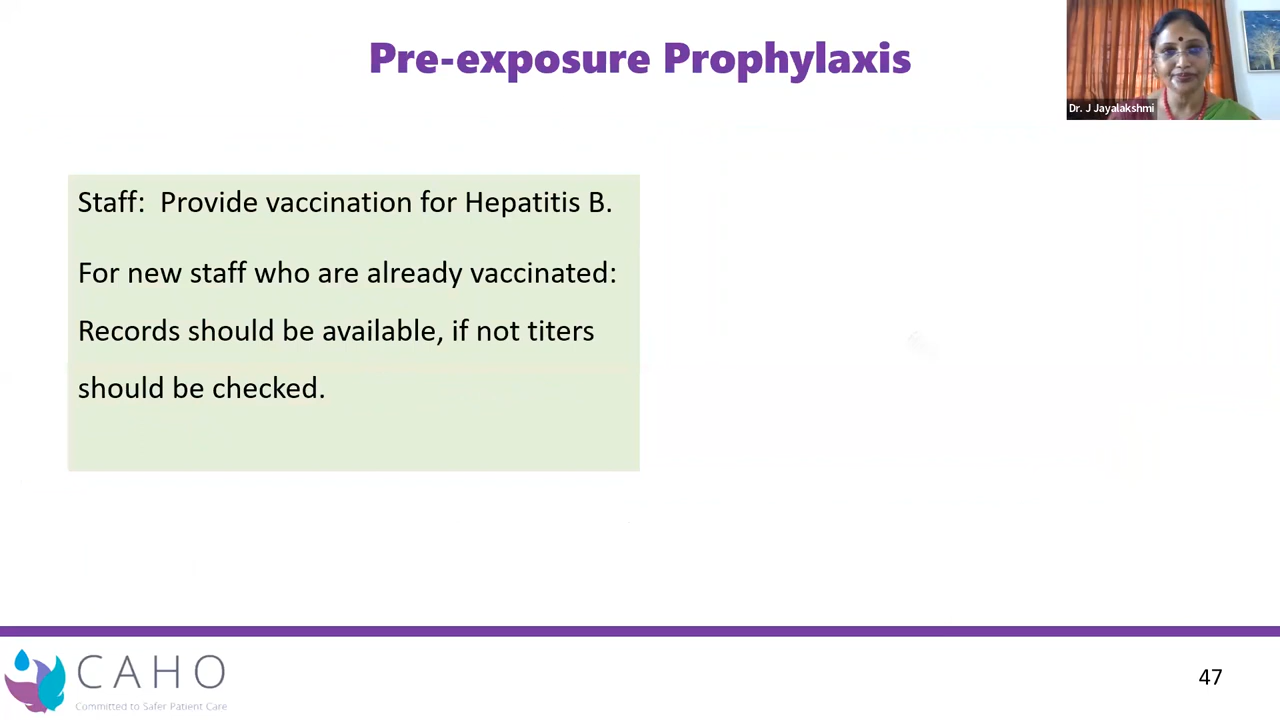 Pre-exposure Prophylaxis
Dr. J Jayalakshmi
Staff:  Provide vaccination for Hepatitis B.
For new staff who are already vaccinated:
Records should be available, if not titers
should be checked.
CAHO
Committed to Safer Patient Care
47